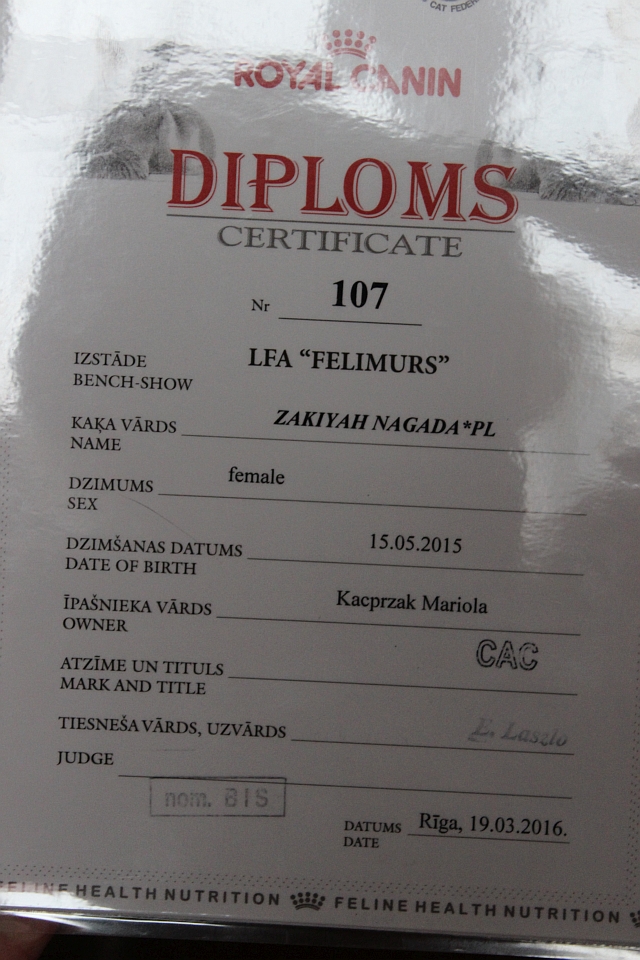 CAT FEDER
ROYAL CANIN
DIPLOMS
CERTIFICATE
Nr 107
IZSTĀDE LFA “FELIMURS”
BENCH-SHOW
KAĶA VĀRDS ZAKIYAH NAGADA*PL
NAME
DZIMUMS female
SEX
DZIMŠANAS DATUMS 15.05.2015
DATE OF BIRTH
ĪPAŠNIEKA VĀRDS Kacprzak Mariola
OWNER
CAC
ATZĪME UN TITULS
MARK AND TITLE
TIESNEŠA VĀRDS, UZVĀRDS Laszlo
JUDGE
nom. BIS
DATUMS Rīga, 19.03.2016.
DATE
FELINE HEALTH NUTRITION FELINE HEALTH NUTRITION